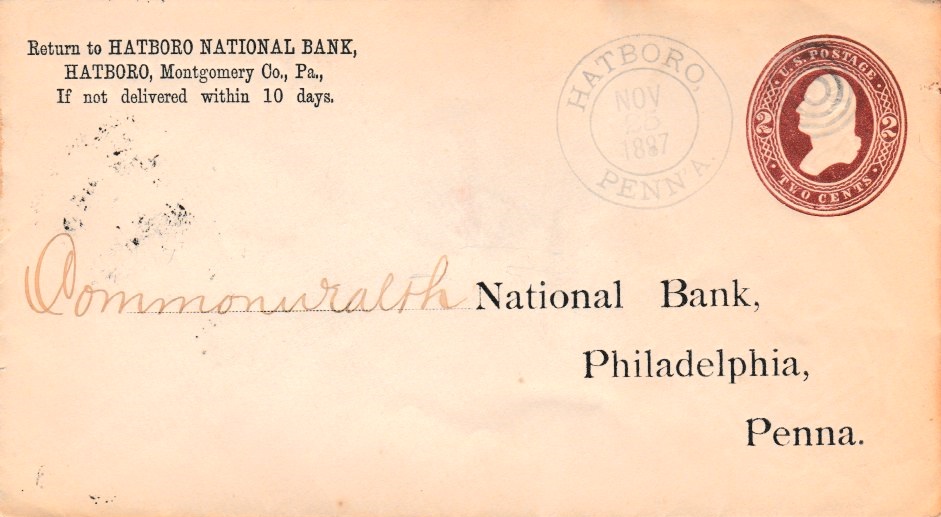 Return to HATBORO NATIONAL BANK,
HATBORO, Montgomery Co., Pa.,
If not delivered within 10 days.
HATBORO,
NOV
1887
PENN'A.
U.S. POSTAGE
2 2
TWO CENTS
Commonwealth National Bank,
Philadelphia,
Penna.